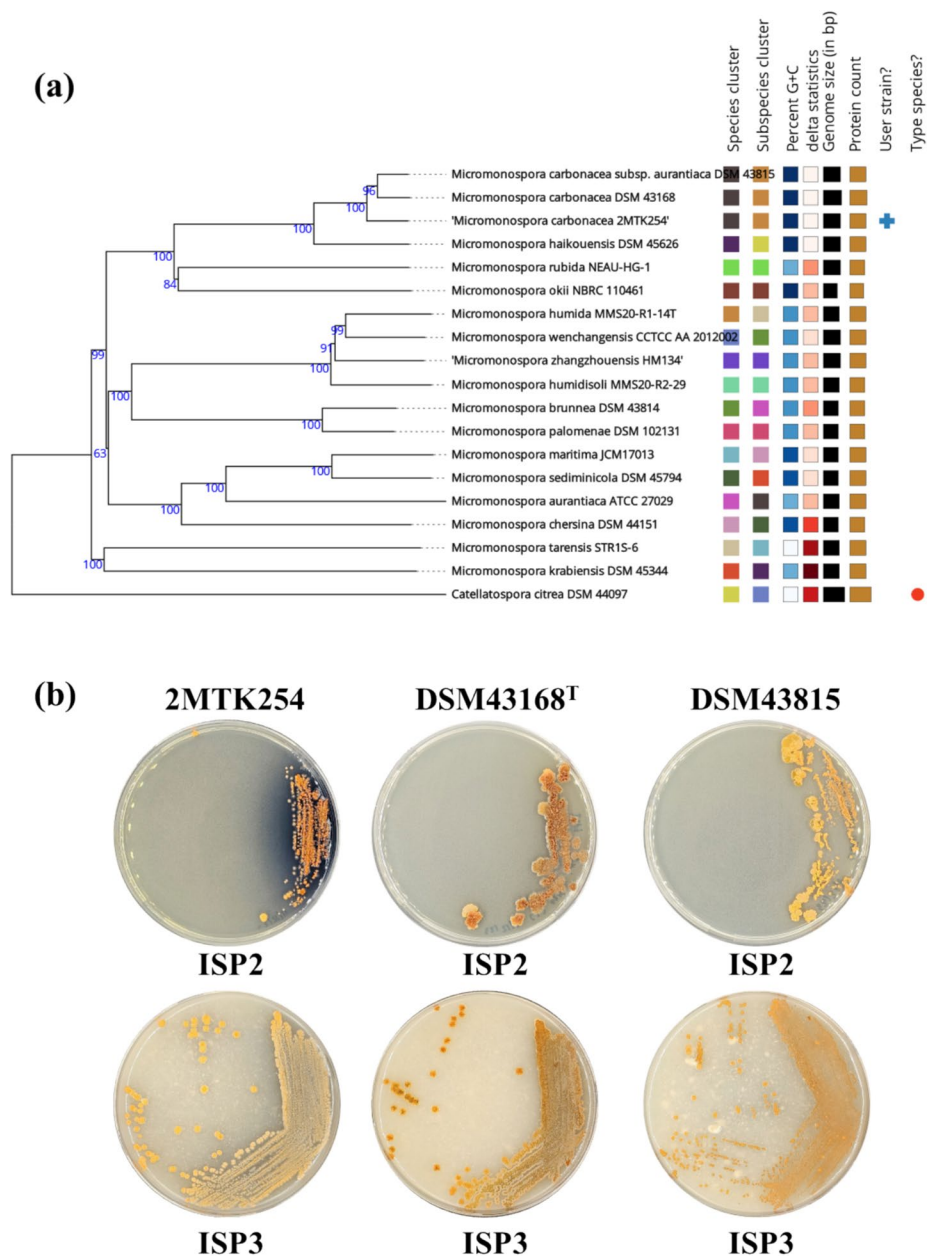 (a)
Species cluster
Subspecies cluster
Percent G+C
delta statistics
Genome size (in bp)
Protein count
User strain?
Type species?
Micromonospora carbonacea subsp. aurantiaca DSM 43815
96
Micromonospora carbonacea DSM 43168
100
'Micromonospora carbonacea 2MTK254'
100
Micromonospora haikouensis DSM 45626
100
Micromonospora rubida NEAU-HG-1
84
Micromonospora okii NBRC 110461
Micromonospora humida MMS20-R1-14T
99
Micromonospora wenchangensis CCTCC AA 2012002
91
99
'Micromonospora zhangzhouensis HM134'
100
Micromonospora humidisoli MMS20-R2-29
100
Micromonospora brunnea DSM 43814
100
Micromonospora palomenae DSM 102131
63
Micromonospora maritima JCM17013
100
Micromonospora sediminicola DSM 45794
100
Micromonospora aurantiaca ATCC 27029
100
Micromonospora chersina DSM 44151
Micromonospora tarensis STR1S-6
100
Micromonospora krabiensis DSM 45344
Catellatospora citrea DSM 44097
(b)
2MTK254 DSM43168T DSM43815
ISP2 ISP2 ISP2
ISP3 ISP3 ISP3